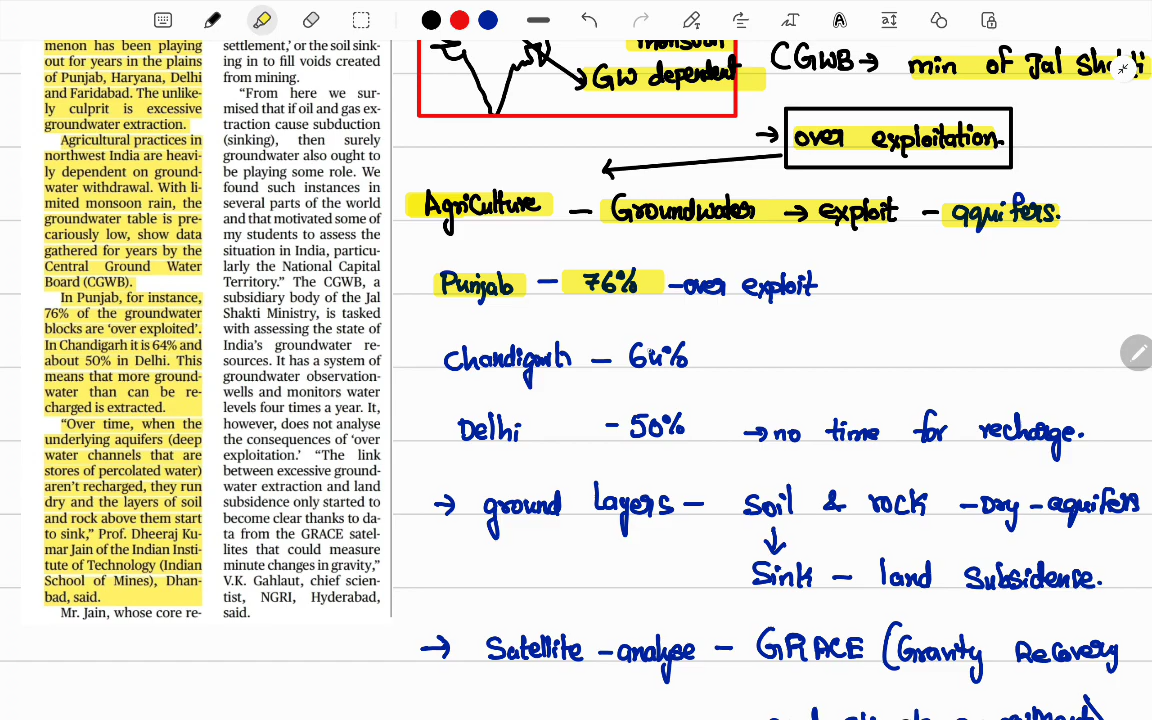 menon has been playing
out for years in the plains
of Punjab, Haryana, Delhi
and Faridabad. The unlike-
ly culprit is excessive
groundwater extraction.
Agricultural practices in
northwest India are heavi-
ly dependent on ground-
water withdrawal. With li-
mited monsoon rain, the
groundwater table is pre-
cariously low, show data
gathered for years by the
Central Ground Water
Board (CGWB).
In Punjab, for instance,
76% of the groundwater
blocks are ‘over exploited’.
In Chandigarh it is 64% and
about 50% in Delhi. This
means that more ground-
water than can be re-
charged is extracted.
“Over time, when the
underlying aquifers (deep
water channels that are
stores of percolated water)
aren’t recharged, they run
dry and the layers of soil
and rock above them start
to sink,” Prof. Dheeraj Ku-
mar Jain of the Indian Insti-
tute of Technology (Indian
School of Mines), Dhan-
bad, said.
Mr. Jain, whose core re-
settlement,’ or the soil sink-
ing in to fill voids created
from mining.
“From here we sur-
mised that if oil and gas ex-
traction cause subduction
(sinking), then surely
groundwater also ought to
be playing some role. We
found such instances in
several parts of the world
and that motivated some of
my students to assess the
situation in India, particu-
larly the National Capital
Territory.” The CGWB, a
subsidiary body of the Jal
Shakti Ministry, is tasked
with assessing the state of
India’s groundwater re-
sources. It has a system of
groundwater observation-
wells and monitors water
levels four times a year. It,
however, does not analyse
the consequences of ‘over
exploitation.’ “The link
between excessive ground-
water extraction and land
subsidence only started to
become clear thanks to da-
ta from the GRACE satel-
lites that could measure
minute changes in gravity,”
V.K. Gahlaut, chief scien-
tist, NGRI, Hyderabad,
said.
monsoon
GW dependent
CGWB → min of Jal Shakti
→ over exploitation.
Agriculture – Groundwater → exploit – aquifers.
Punjab – 76% – over exploit
Chandigarh – 64%
Delhi – 50% → no time for recharge.
→ ground layers – Soil & rock – Dry – aquifers
↓
Sink – land Subsidence.
→ Satellite – analyse – GRACE (Gravity Recovery